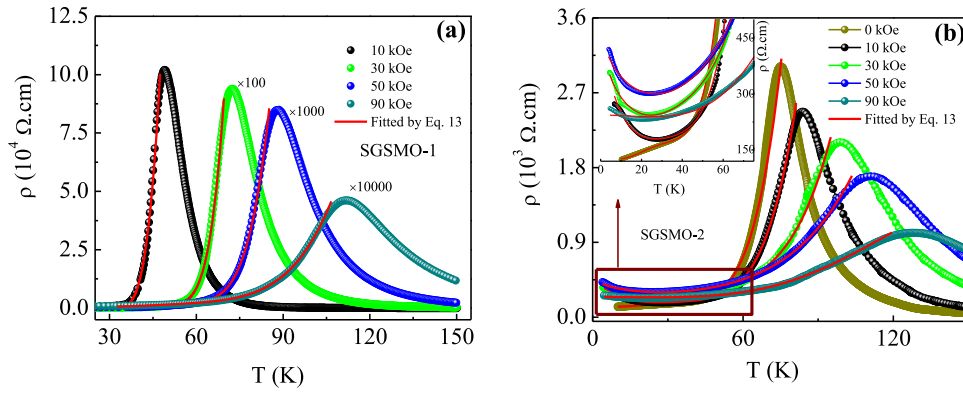 12.5
10.0
7.5
5.0
2.5
0.0
ρ (10⁴ Ω.cm)
(a)
10 kOe
30 kOe
50 kOe
90 kOe
Fitted by Eq. 13
SGSMO-1
×100
×1000
×10000
30 60 90 120 150
T (K)
3.6
2.7
1.8
0.9
0.0
ρ (10³ Ω.cm)
(b)
0 kOe
10 kOe
30 kOe
50 kOe
90 kOe
Fitted by Eq. 13
450
300
150
ρ (Ω.cm)
0 20 40 60
T (K)
SGSMO-2
0 60 120
T (K)